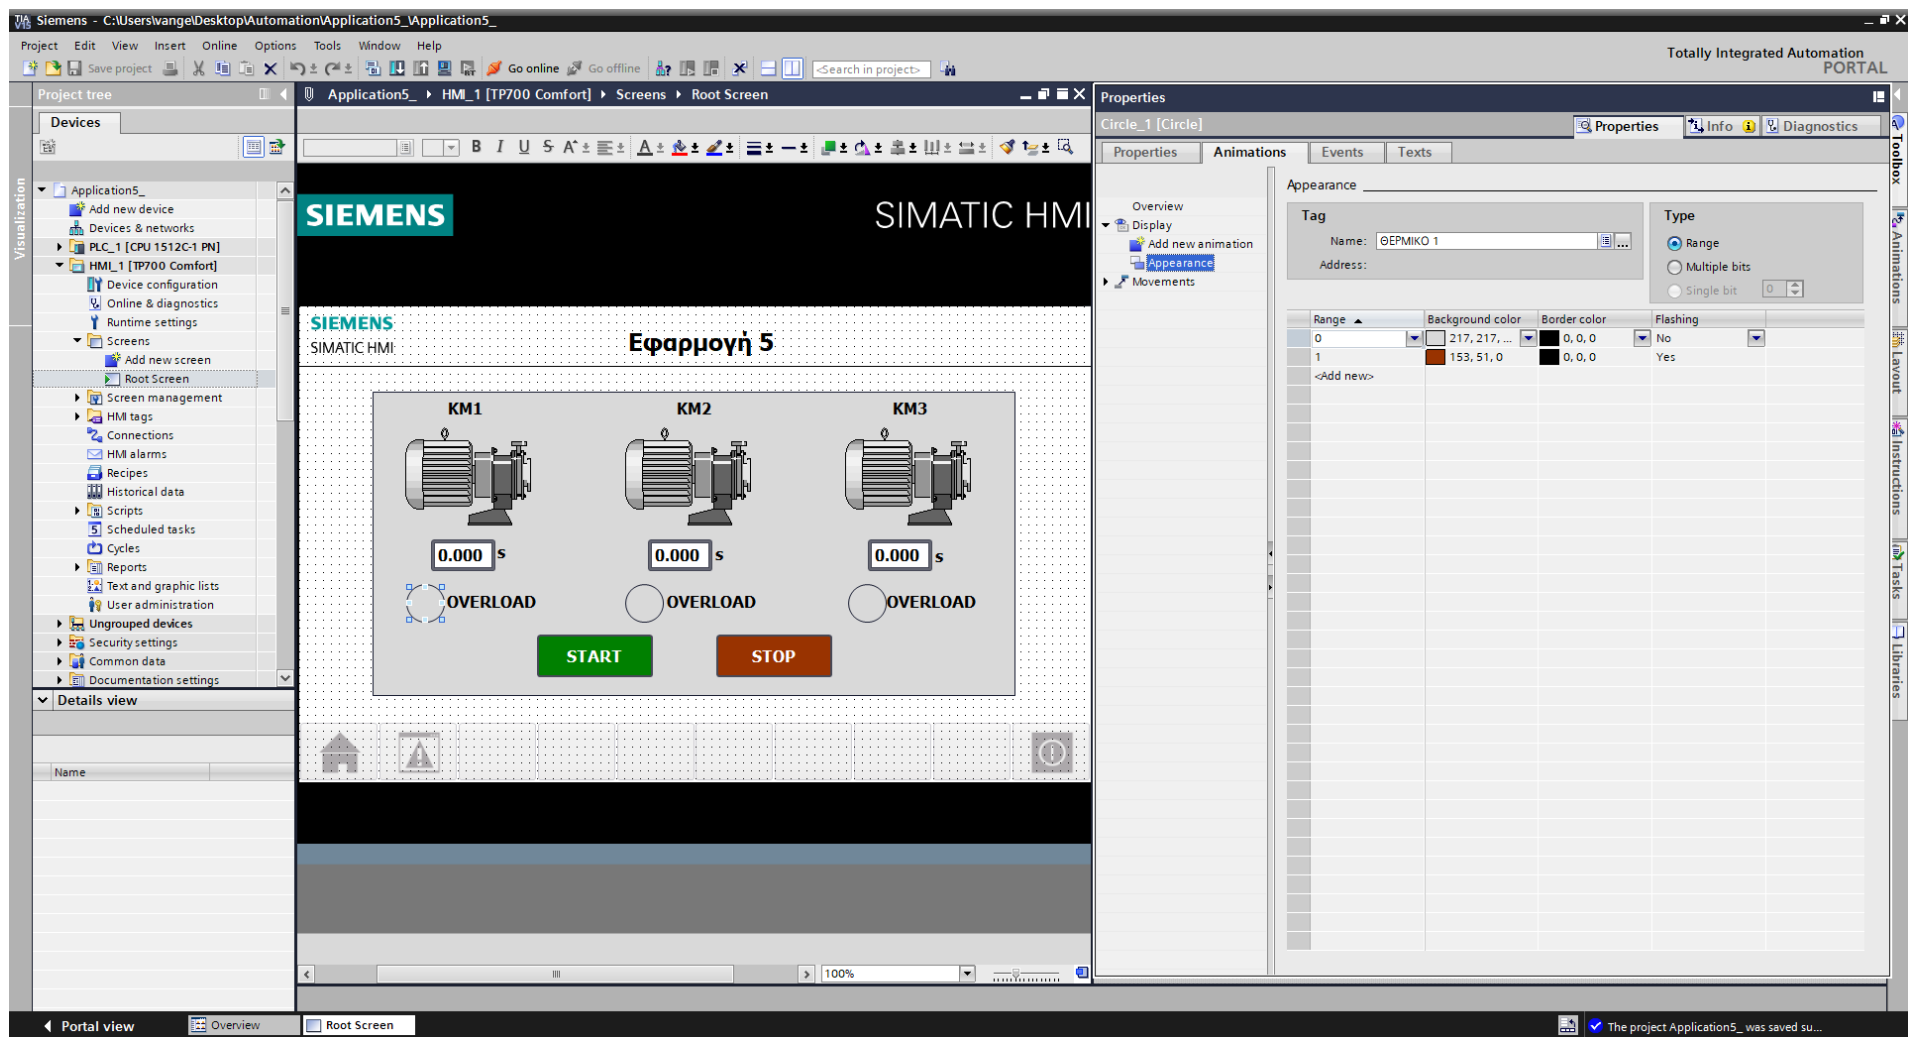 Siemens - C:\Users\vange\Desktop\Automation\Application5_\Application5_
Project Edit View Insert Online Options Tools Window Help
Totally Integrated Automation
PORTAL
Save project
Go online
Go offline
<Search in project>
Project tree
Application5_ HMI_1 [TP700 Comfort] Screens Root Screen
Properties
Devices
Circle_1 [Circle]
Properties Info Diagnostics
Properties Animations Events Texts
B I U S A A
Visualization
Application5_
Add new device
Devices & networks
PLC_1 [CPU 1512C-1 PN]
HMI_1 [TP700 Comfort]
Device configuration
Online & diagnostics
Runtime settings
Screens
Add new screen
Root Screen
Screen management
HMI tags
Connections
HMI alarms
Recipes
Historical data
Scripts
Scheduled tasks
Cycles
Reports
Text and graphic lists
User administration
Ungrouped devices
Security settings
Common data
Documentation settings
Details view
Name
SIEMENS
SIMATIC HMI
SIEMENS
SIMATIC HMI
Εφαρμογή 5
KM1 KM2 KM3
0.000 s 0.000 s 0.000 s
OVERLOAD OVERLOAD OVERLOAD
START STOP
100%
Overview
Display
Add new animation
Appearance
Movements
Appearance
Tag
Name: ΘΕΡΜΙΚΟ 1
Address:
Type
Range
Multiple bits
Single bit 0
Range Background color Border color Flashing
0 217, 217, ... 0, 0, 0 No
1 153, 51, 0 0, 0, 0 Yes
<Add new>
Toolbox
Animations
Layout
Instructions
Tasks
Libraries
Portal view Overview Root Screen
The project Application5_ was saved su...